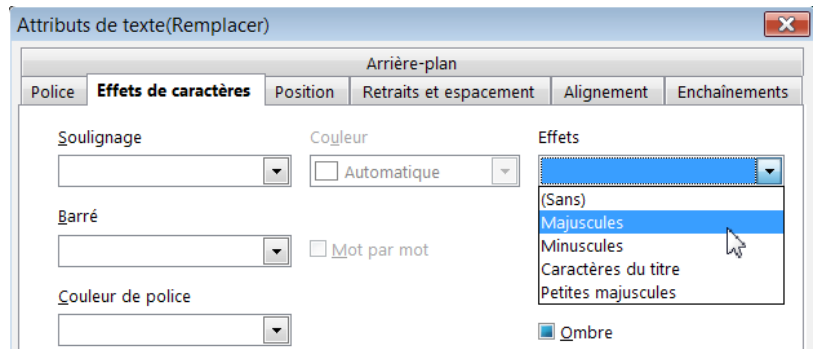 Attributs de texte(Remplacer)
Arrière-plan
Police Effets de caractères Position Retraits et espacement Alignement Enchaînements
Soulignage Couleur Effets
Automatique
(Sans)
Barré Majuscules
Mot par mot Minuscules
Caractères du titre
Couleur de police Petites majuscules
Ombre